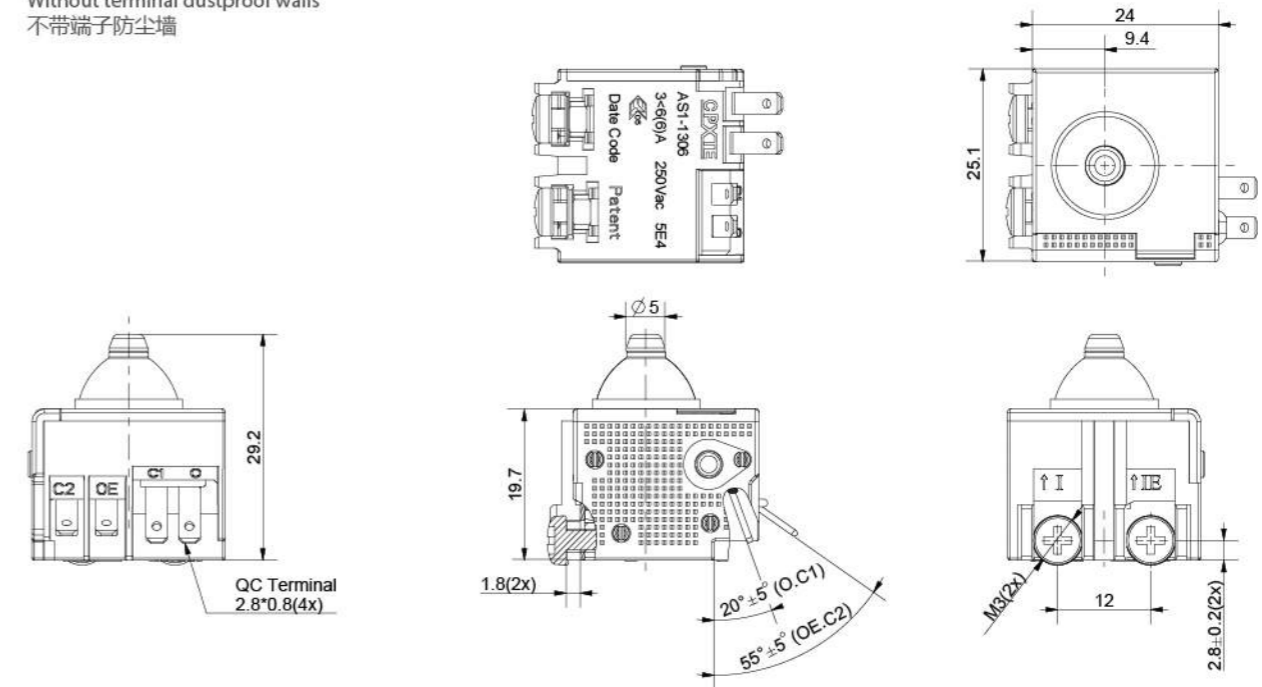 Without terminal dustproof walls
不带端子防尘墙
24
9.4
25.1
CPXIE
AS1-1306
3<6(6)A 250Vac 5E4
Date Code Patent
29.2
C2
OE
C1
O
QC Terminal
2.8*0.8(4x)
∅5
19.7
1.8(2x)
20°±5° (O.C1)
55°±5° (OE.C2)
↑I
↑IE
M3(2x)
12
2.8±0.2(2x)